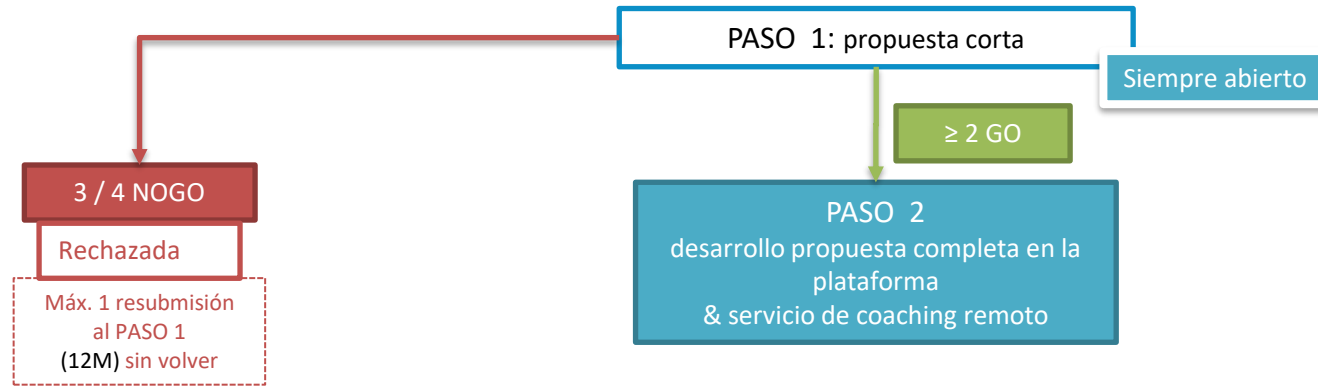 PASO 1: propuesta corta
Siempre abierto
≥ 2 GO
3 / 4 NOGO
Rechazada
Máx. 1 resubmisión
al PASO 1
(12M) sin volver
PASO 2
desarrollo propuesta completa en la
plataforma
& servicio de coaching remoto